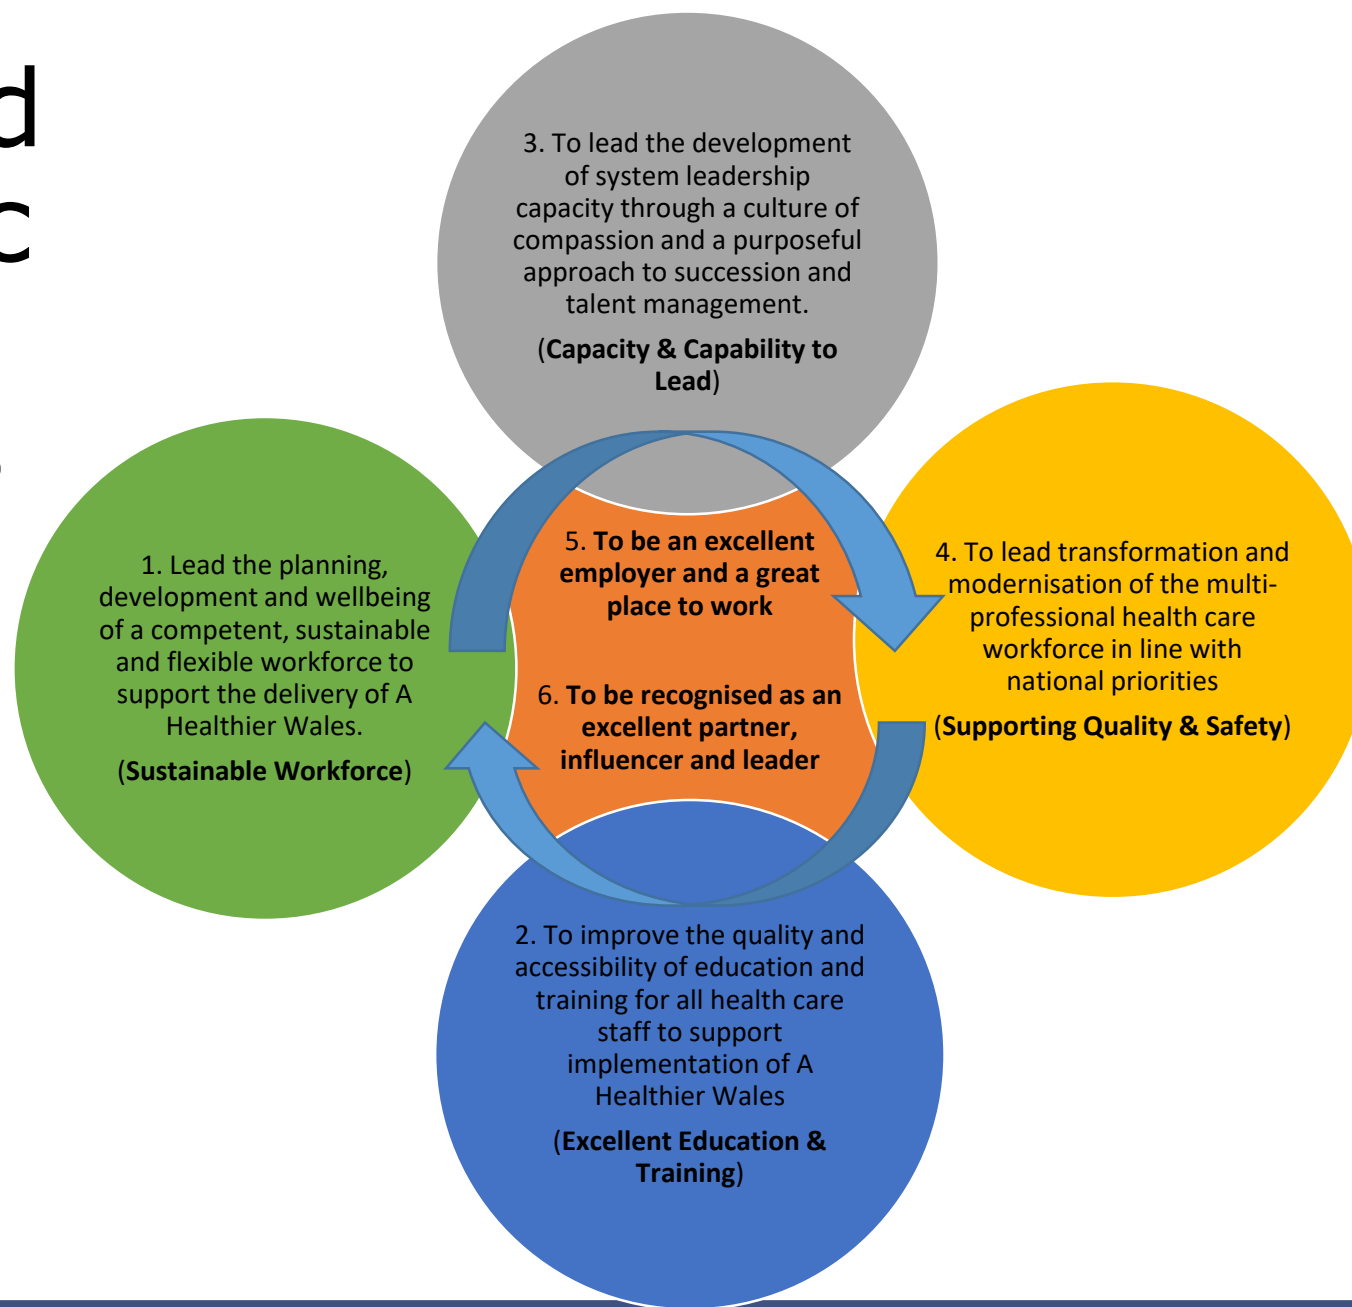 d
c
3. To lead the development
of system leadership
capacity through a culture of
compassion and a purposeful
approach to succession and
talent management.
(Capacity & Capability to
Lead)
1. Lead the planning,
development and wellbeing
of a competent, sustainable
and flexible workforce to
support the delivery of A
Healthier Wales.
(Sustainable Workforce)
5. To be an excellent
employer and a great
place to work
6. To be recognised as an
excellent partner,
influencer and leader
4. To lead transformation and
modernisation of the multi-
professional health care
workforce in line with
national priorities
(Supporting Quality & Safety)
2. To improve the quality and
accessibility of education and
training for all health care
staff to support
implementation of A
Healthier Wales
(Excellent Education &
Training)